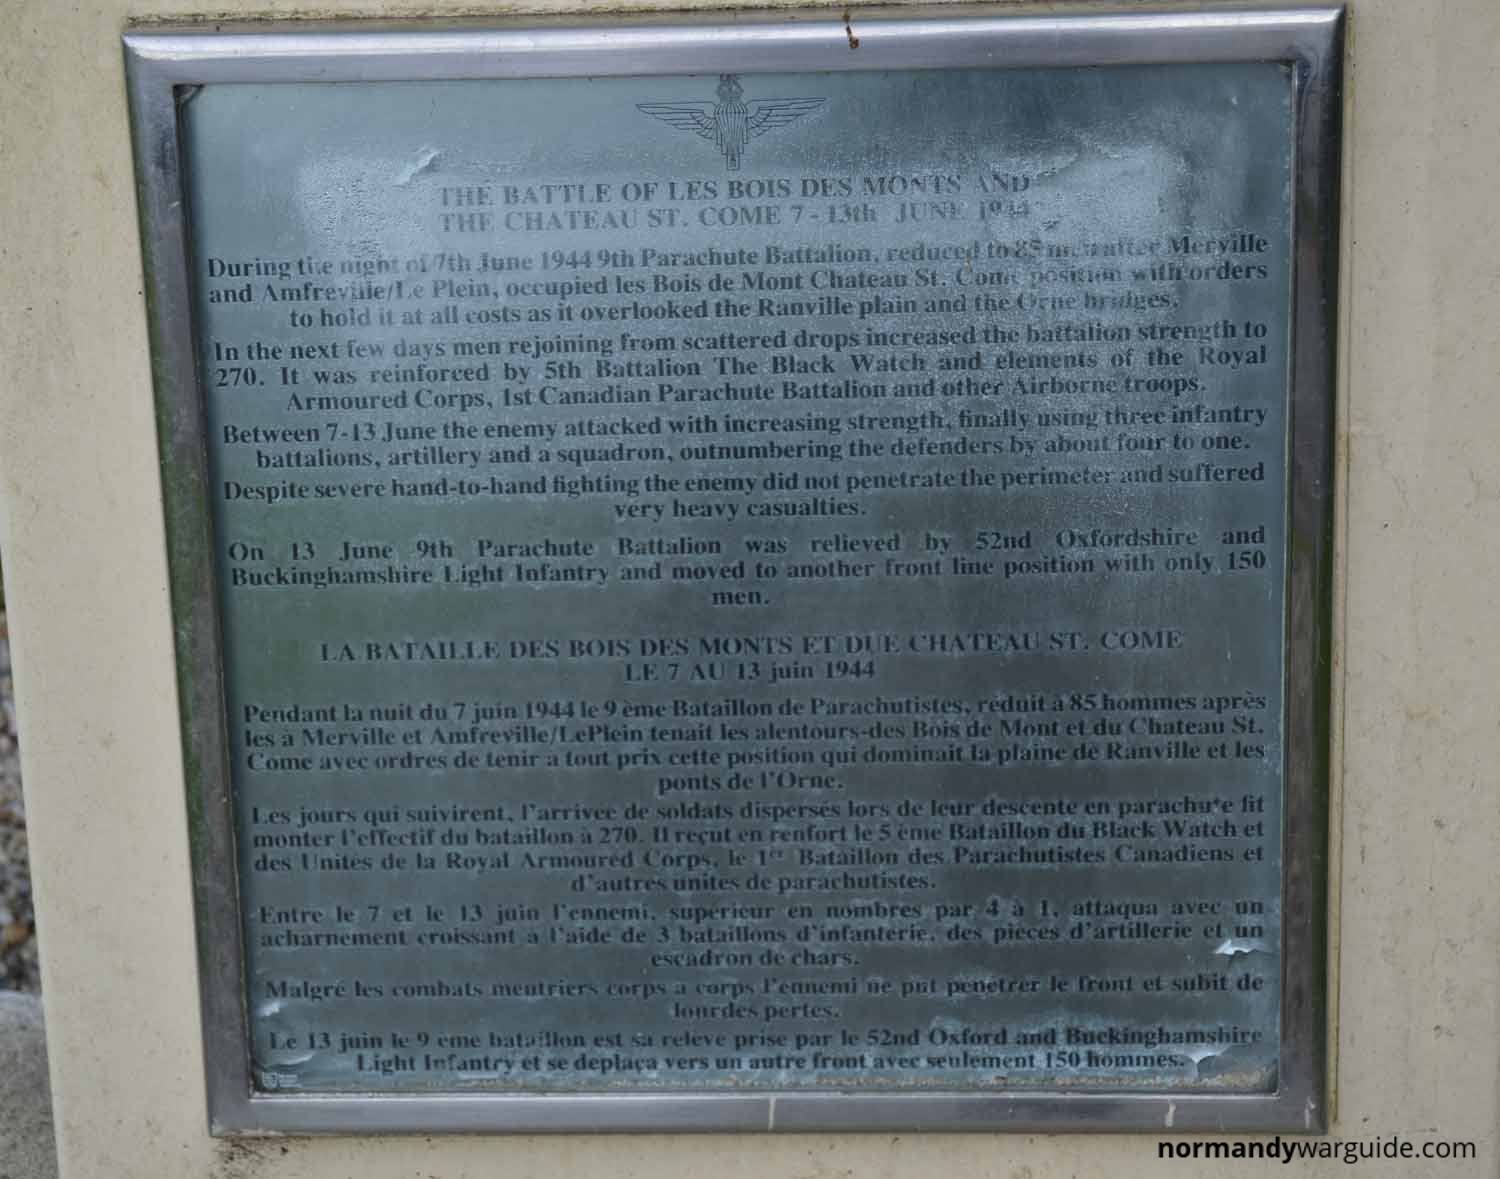 THE BATTLE OF LES BOIS DES MONTS AND
THE CHATEAU ST. COME 7 - 13th JUNE 1944
During the night of 7th June 1944 9th Parachute Battalion, reduced to 85 men after Merville
and Amfreville/Le Plein, occupied les Bois de Mont Chateau St. Come position with orders
to hold it at all costs as it overlooked the Ranville plain and the Orne bridges.
In the next few days men rejoining from scattered drops increased the battalion strength to
270. It was reinforced by 5th Battalion The Black Watch and elements of the Royal
Armoured Corps, 1st Canadian Parachute Battalion and other Airborne troops.
Between 7-13 June the enemy attacked with increasing strength, finally using three infantry
battalions, artillery and a squadron, outnumbering the defenders by about four to one.
Despite severe hand-to-hand fighting the enemy did not penetrate the perimeter and suffered
very heavy casualties.
On 13 June 9th Parachute Battalion was relieved by 52nd Oxfordshire and
Buckinghamshire Light Infantry and moved to another front line position with only 150
men.
LA BATAILLE DES BOIS DES MONTS ET DUE CHATEAU ST. COME
LE 7 AU 13 juin 1944
Pendant la nuit du 7 juin 1944 le 9 ème Bataillon de Parachutistes, réduit à 85 hommes après
les à Merville et Amfreville/LePlein tenait les alentours-des Bois de Mont et du Chateau St.
Come avec ordres de tenir a tout prix cette position qui dominait la plaine de Ranville et les
ponts de l'Orne.
Les jours qui suivirent, l'arrivée de soldats dispersés lors de leur descente en parachute fit
monter l'effectif du bataillon à 270. Il reçut en renfort le 5 ème Bataillon du Black Watch et
des Unités de la Royal Armoured Corps, le 1er Bataillon des Parachutistes Canadiens et
d'autres unites de parachutistes.
Entre le 7 et le 13 juin l'ennemi, supérieur en nombres par 4 à 1, attaqua avec un
acharnement croissant a l'aide de 3 bataillons d'infanterie, des pièces d'artillerie et un
escadron de chars.
Malgré les combats meutriers corps a corps l'ennemi ne put pénétrer le front et subit de
lourdes pertes.
Le 13 juin le 9 ème bataillon est sa relève prise par le 52nd Oxford and Buckinghamshire
Light Infantry et se deplaça vers un autre front avec seulement 150 hommes.
normandywarguide.com